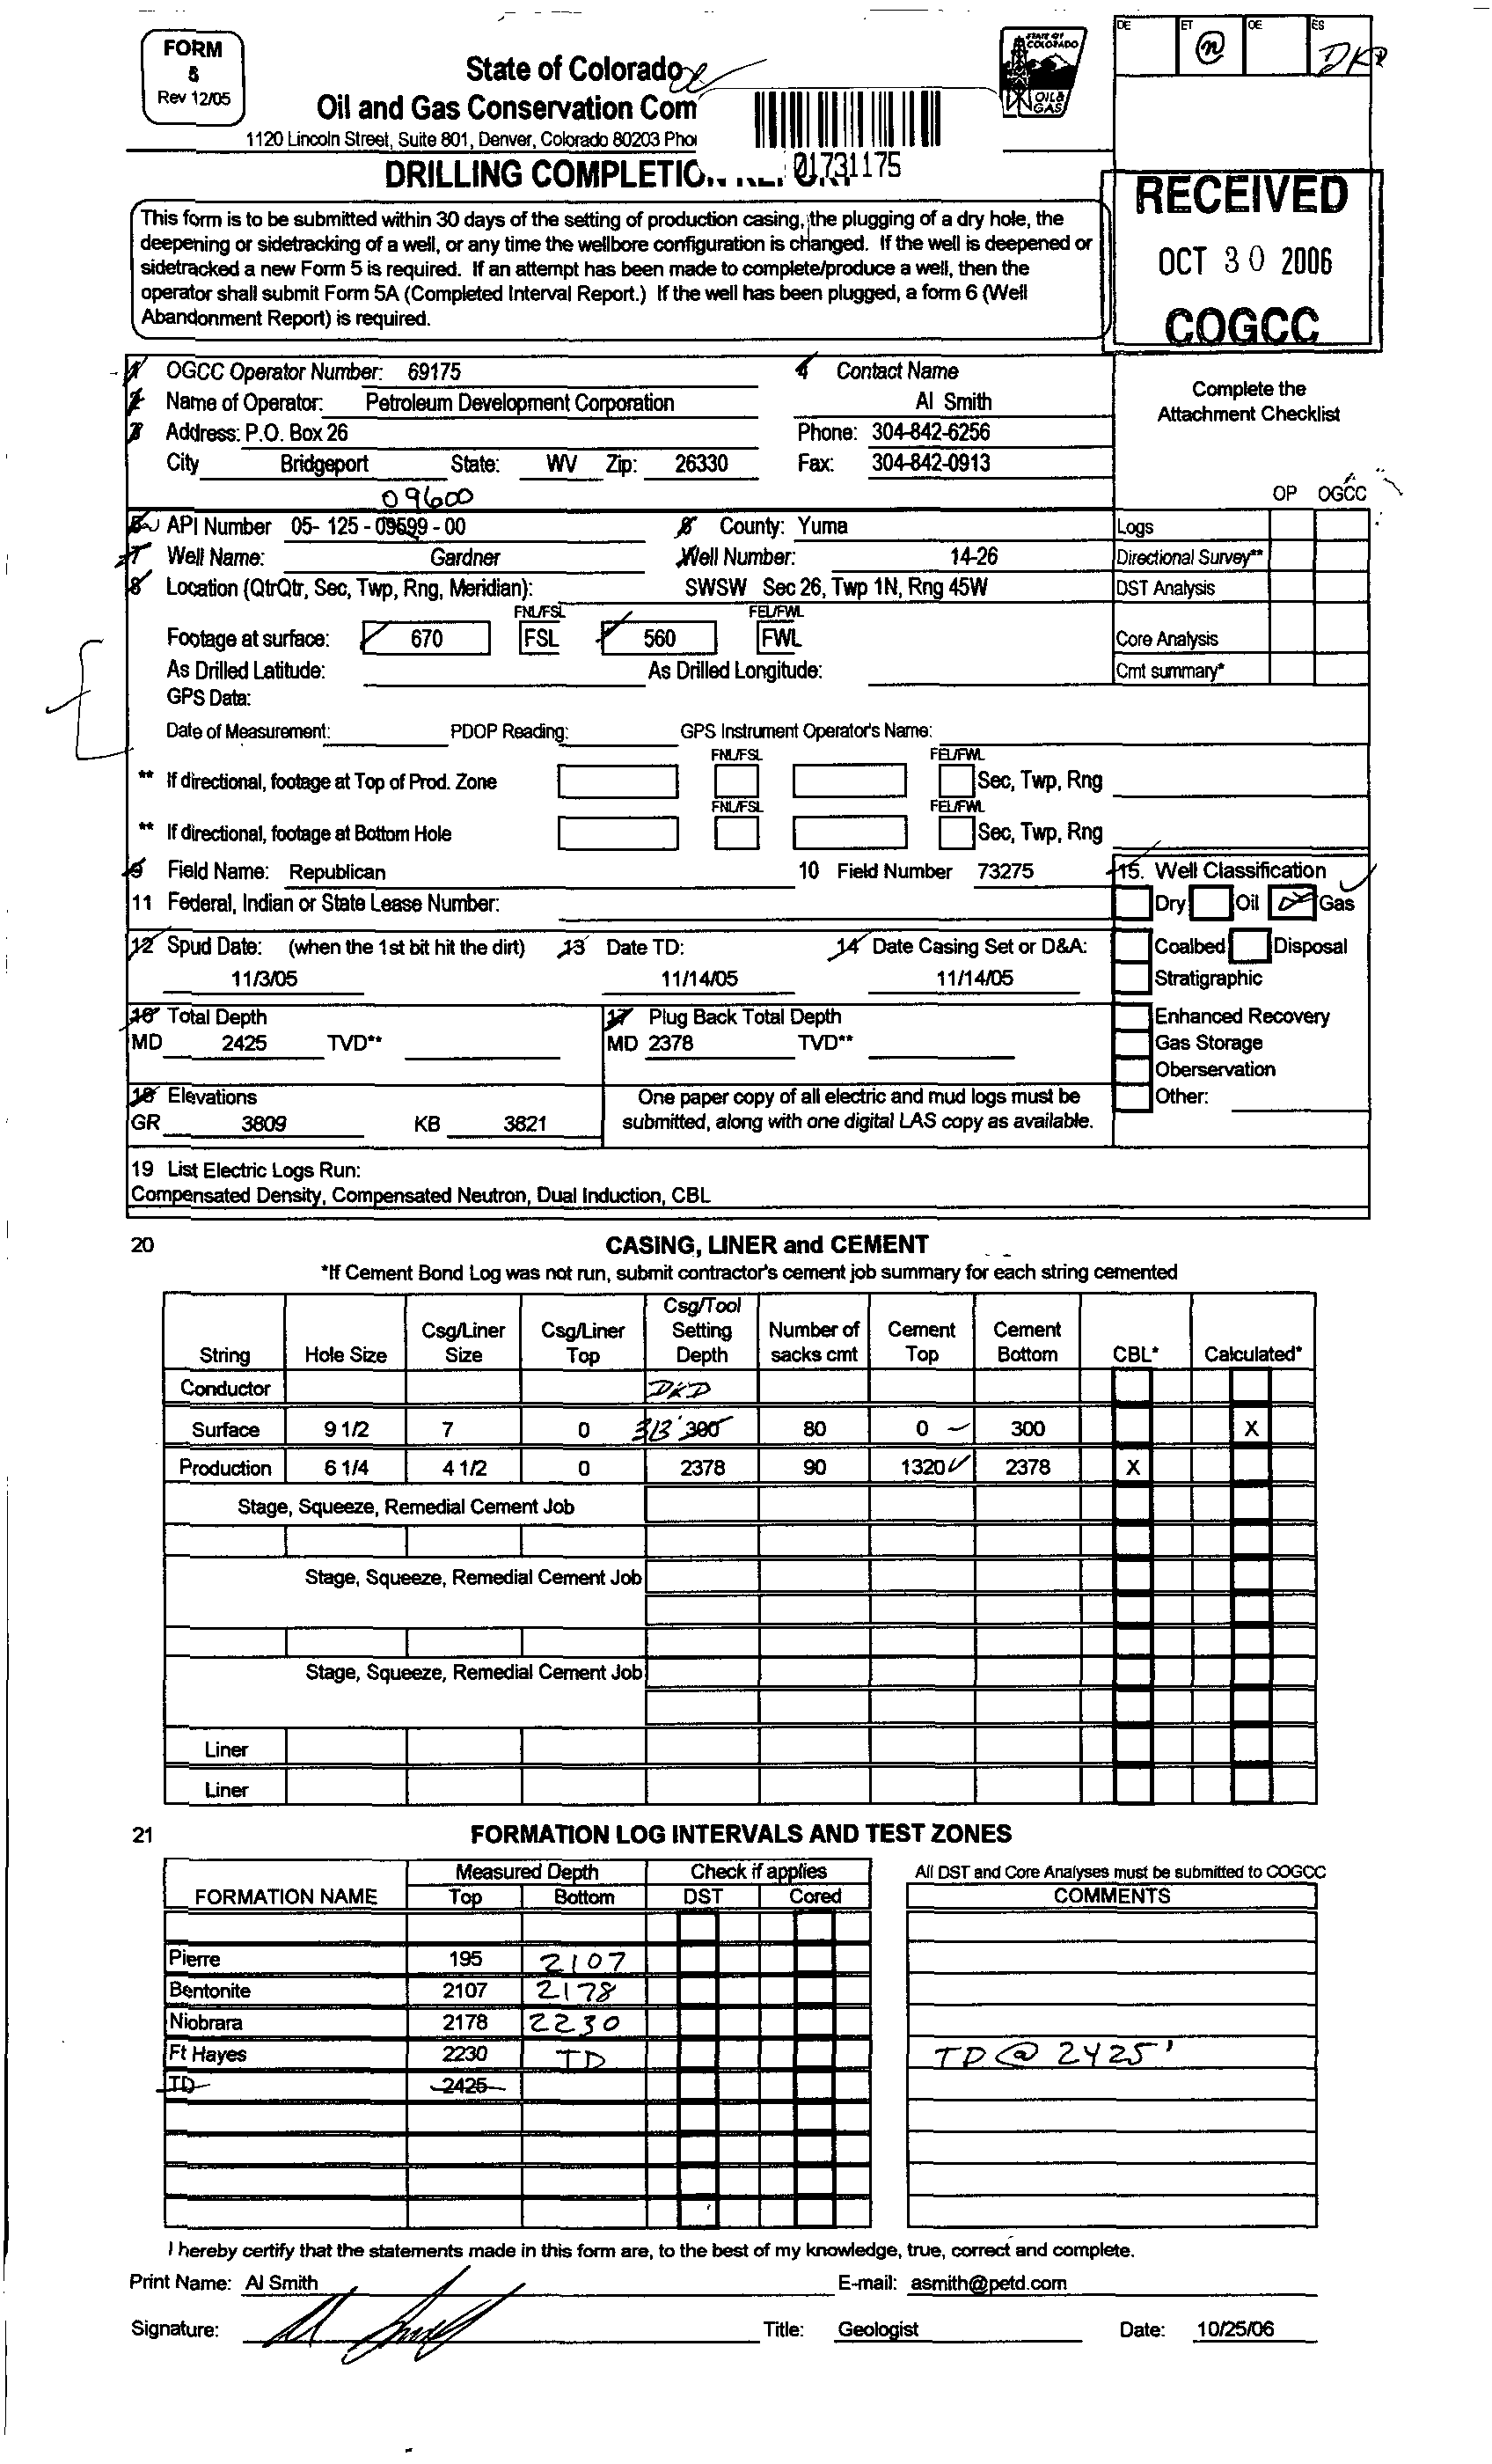 FORM
5
Rev 12/05
State of Colorado
Oil and Gas Conservation Com
1120 Lincoln Street, Suite 801, Denver, Colorado 80203 Pho
DRILLING COMPLETION REPORT
01731175
STATE OF
COLORADO
OIL &
GAS
DE ET OE ES
DKD
RECEIVED
OCT 30 2006
COGCC
This form is to be submitted within 30 days of the setting of production casing, the plugging of a dry hole, the
deepening or sidetracking of a well, or any time the wellbore configuration is changed. If the well is deepened or
sidetracked a new Form 5 is required. If an attempt has been made to complete/produce a well, then the
operator shall submit Form 5A (Completed Interval Report.) If the well has been plugged, a form 6 (Well
Abandonment Report) is required.
1 OGCC Operator Number: 69175 4 Contact Name
2 Name of Operator: Petroleum Development Corporation Al Smith
3 Address: P.O. Box 26 Phone: 304-842-6256
City Bridgeport State: WV Zip: 26330 Fax: 304-842-0913
Complete the
Attachment Checklist
OP OGCC
09600
5 API Number 05- 125 - 09599 - 00 6 County: Yuma Logs
7 Well Name: Gardner Well Number: 14-26 Directional Survey**
8 Location (QtrQtr, Sec, Twp, Rng, Meridian): SWSW Sec 26, Twp 1N, Rng 45W DST Analysis
FNL/FSL FEL/FWL
Footage at surface: 670 FSL 560 FWL Core Analysis
As Drilled Latitude: As Drilled Longitude: Cmt summary*
GPS Data:
Date of Measurement: PDOP Reading: GPS Instrument Operator's Name:
FNL/FSL FEL/FWL
** If directional, footage at Top of Prod. Zone Sec, Twp, Rng
FNL/FSL FEL/FWL
** If directional, footage at Bottom Hole Sec, Twp, Rng
9 Field Name: Republican 10 Field Number 73275 15. Well Classification
11 Federal, Indian or State Lease Number: Dry Oil Gas
12 Spud Date: (when the 1st bit hit the dirt) 13 Date TD: 14 Date Casing Set or D&A: Coalbed Disposal
11/3/05 11/14/05 11/14/05 Stratigraphic
16 Total Depth 17 Plug Back Total Depth Enhanced Recovery
MD 2425 TVD** MD 2378 TVD** Gas Storage
Oberservation
18 Elevations One paper copy of all electric and mud logs must be Other:
GR 3809 KB 3821 submitted, along with one digital LAS copy as available.
19 List Electric Logs Run:
Compensated Density, Compensated Neutron, Dual Induction, CBL
20 CASING, LINER and CEMENT
*If Cement Bond Log was not run, submit contractor's cement job summary for each string cemented
Csg/Tool
Csg/Liner Csg/Liner Setting Number of Cement Cement
String Hole Size Size Top Depth sacks cmt Top Bottom CBL* Calculated*
Conductor DKD
Surface 9 1/2 7 0 313' 300 80 0 300 X
Production 6 1/4 4 1/2 0 2378 90 1320 2378 X
Stage, Squeeze, Remedial Cement Job
Stage, Squeeze, Remedial Cement Job
Stage, Squeeze, Remedial Cement Job
Liner
Liner
21 FORMATION LOG INTERVALS AND TEST ZONES
Measured Depth Check if applies All DST and Core Analyses must be submitted to COGCC
FORMATION NAME Top Bottom DST Cored COMMENTS
Pierre 195 2107
Bentonite 2107 2178
Niobrara 2178 2230
Ft Hayes 2230 TD TD @ 2425'
TD 2425
I hereby certify that the statements made in this form are, to the best of my knowledge, true, correct and complete.
Print Name: Al Smith E-mail: asmith@petd.com
Signature: Title: Geologist Date: 10/25/06